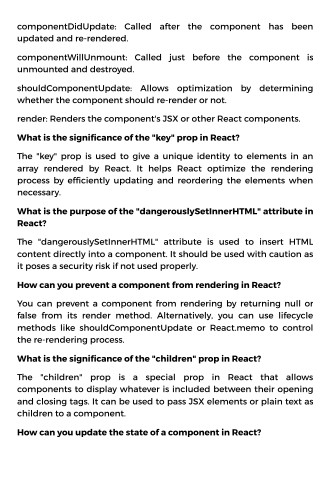 componentDidUpdate: Called after the component has been
updated and re-rendered.
componentWillUnmount: Called just before the component is
unmounted and destroyed.
shouldComponentUpdate: Allows optimization by determining
whether the component should re-render or not.
render: Renders the component's JSX or other React components.
What is the significance of the "key" prop in React?
The "key" prop is used to give a unique identity to elements in an
array rendered by React. It helps React optimize the rendering
process by efficiently updating and reordering the elements when
necessary.
What is the purpose of the "dangerouslySetInnerHTML" attribute in
React?
The "dangerouslySetInnerHTML" attribute is used to insert HTML
content directly into a component. It should be used with caution as
it poses a security risk if not used properly.
How can you prevent a component from rendering in React?
You can prevent a component from rendering by returning null or
false from its render method. Alternatively, you can use lifecycle
methods like shouldComponentUpdate or React.memo to control
the re-rendering process.
What is the significance of the "children" prop in React?
The "children" prop is a special prop in React that allows
components to display whatever is included between their opening
and closing tags. It can be used to pass JSX elements or plain text as
children to a component.
How can you update the state of a component in React?